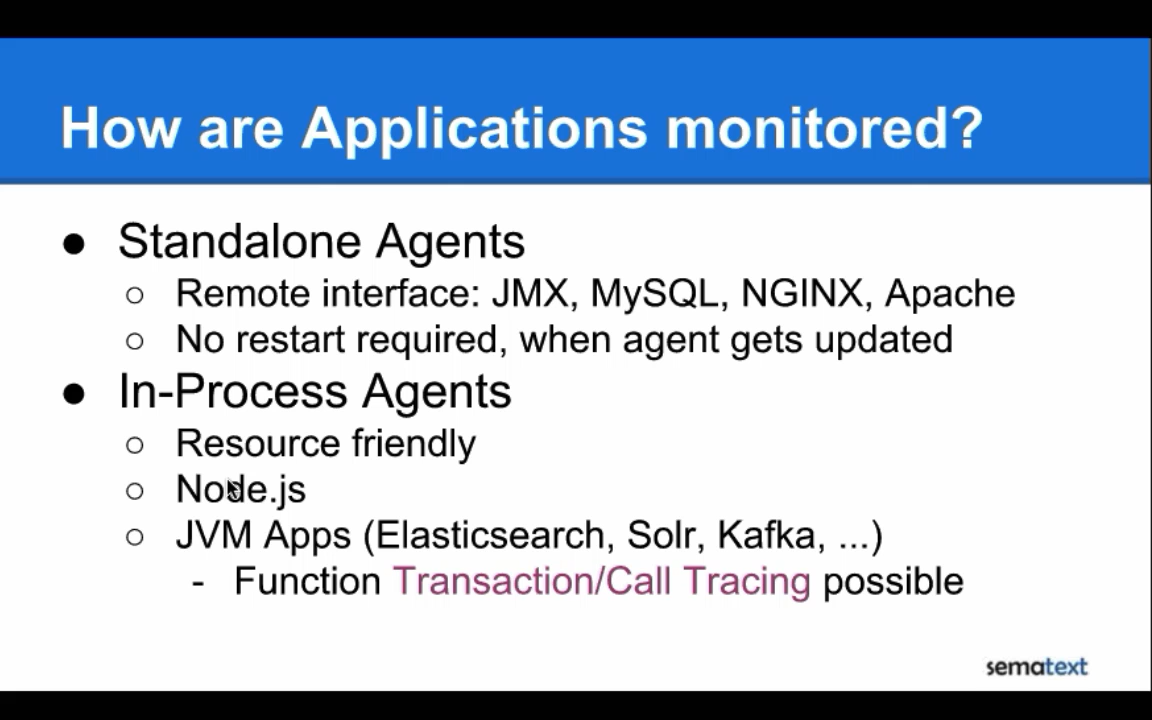 How are Applications monitored?
● Standalone Agents
○ Remote interface: JMX, MySQL, NGINX, Apache
○ No restart required, when agent gets updated
● In-Process Agents
○ Resource friendly
○ Node.js
○ JVM Apps (Elasticsearch, Solr, Kafka, ...)
- Function Transaction/Call Tracing possible
sematext